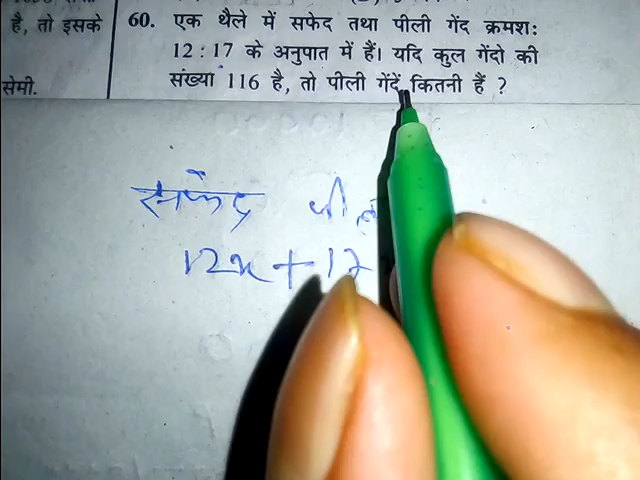 है, तो इसके
सेमी.
60. एक थैले में सफेद तथा पीली गेंद क्रमश:
12 : 17 के अनुपात में हैं। यदि कुल गेंदो की
संख्या 116 है, तो पीली गेंदें कितनी हैं ?
सफेद
12x + 17